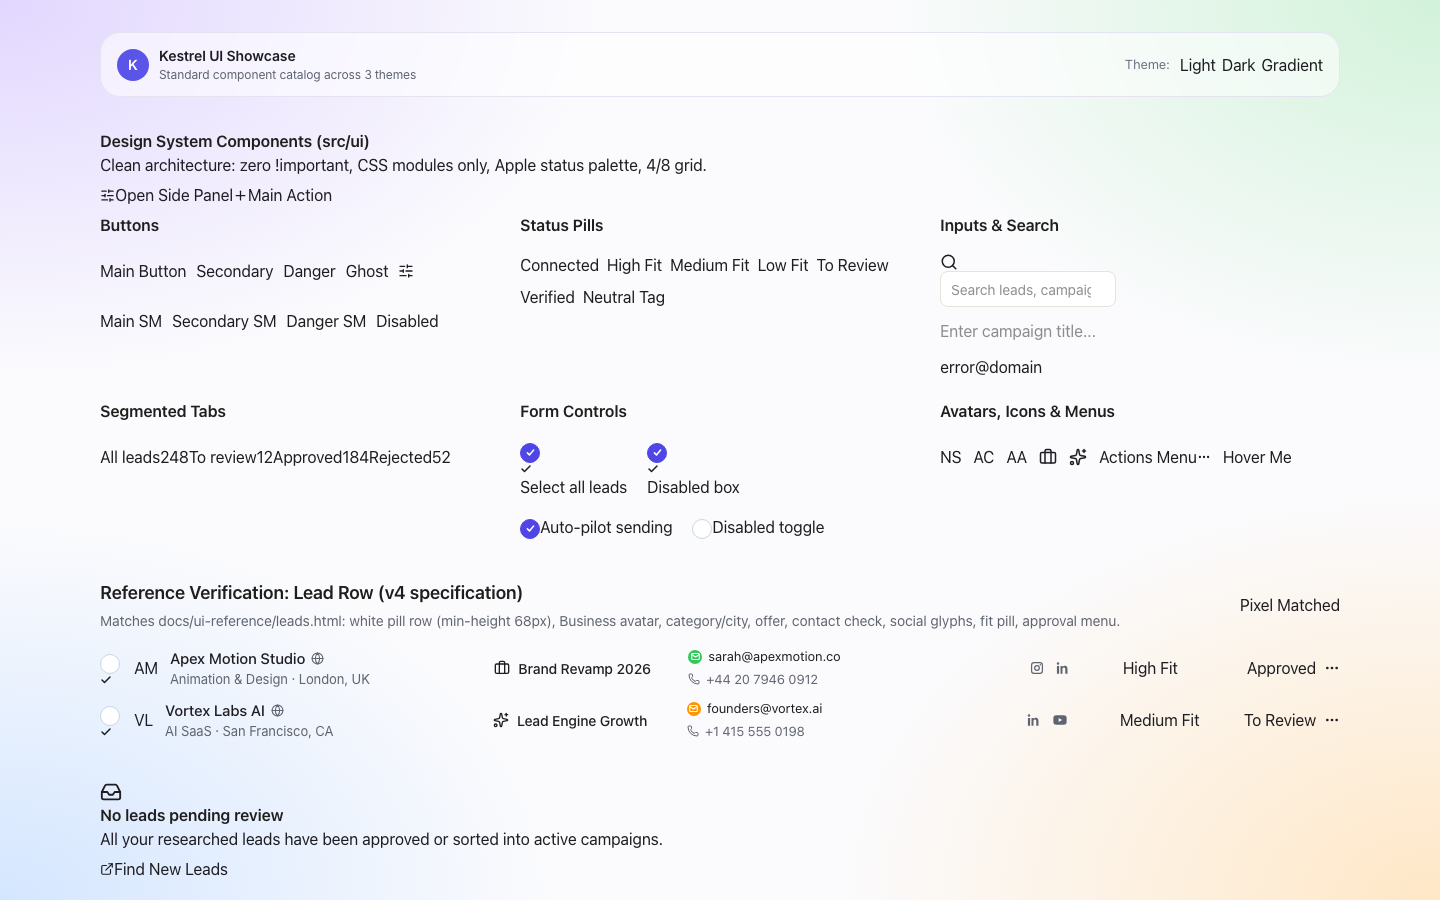 K
Kestrel UI Showcase
Standard component catalog across 3 themes
Theme: Light Dark Gradient
Design System Components (src/ui)
Clean architecture: zero !important, CSS modules only, Apple status palette, 4/8 grid.
Open Side Panel Main Action
Buttons
Main Button Secondary Danger Ghost
Main SM Secondary SM Danger SM Disabled
Status Pills
Connected High Fit Medium Fit Low Fit To Review
Verified Neutral Tag
Inputs & Search
Search leads, campaig
Enter campaign title...
error@domain
Segmented Tabs
All leads248To review12Approved184Rejected52
Form Controls
Select all leads Disabled box
Auto-pilot sending Disabled toggle
Avatars, Icons & Menus
NS AC AA Actions Menu Hover Me
Reference Verification: Lead Row (v4 specification)
Matches docs/ui-reference/leads.html: white pill row (min-height 68px), Business avatar, category/city, offer, contact check, social glyphs, fit pill, approval menu.
Pixel Matched
AM
Apex Motion Studio
Animation & Design · London, UK
Brand Revamp 2026
sarah@apexmotion.co
+44 20 7946 0912
High Fit
Approved
VL
Vortex Labs AI
AI SaaS · San Francisco, CA
Lead Engine Growth
founders@vortex.ai
+1 415 555 0198
Medium Fit
To Review
No leads pending review
All your researched leads have been approved or sorted into active campaigns.
Find New Leads